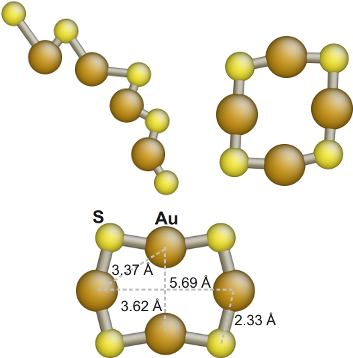 S Au
3.37 Å
5.69 Å
3.62 Å
2.33 Å